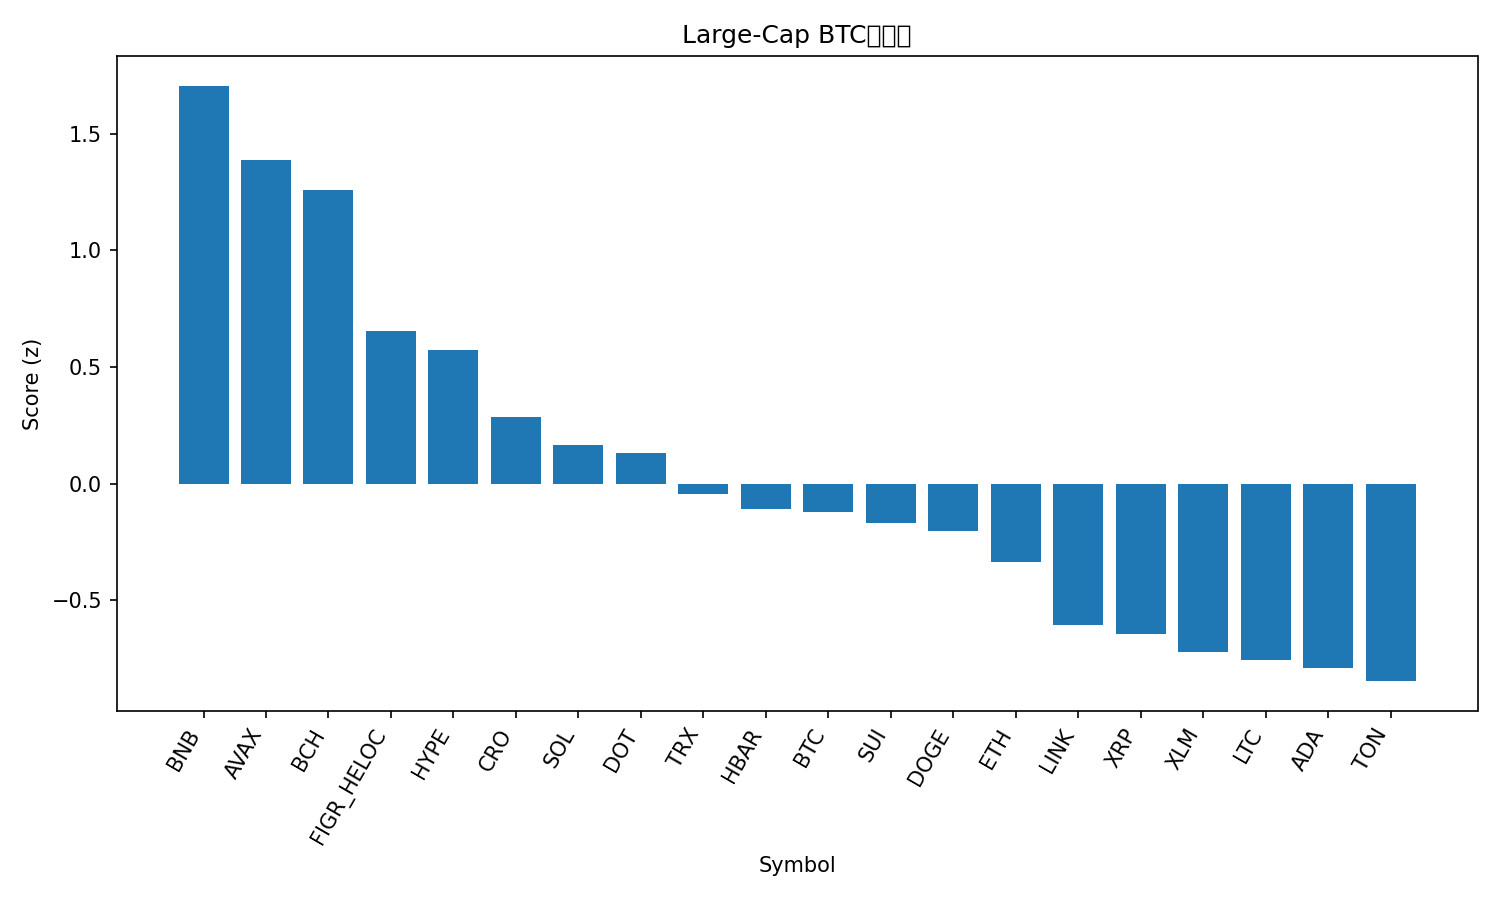 Large-Cap BTC
1.5
1.0
0.5
0.0
−0.5
Score (z)
BNB
AVAX
BCH
FIGR_HELOC
HYPE
CRO
SOL
DOT
TRX
HBAR
BTC
SUI
DOGE
ETH
LINK
XRP
XLM
LTC
ADA
TON
Symbol